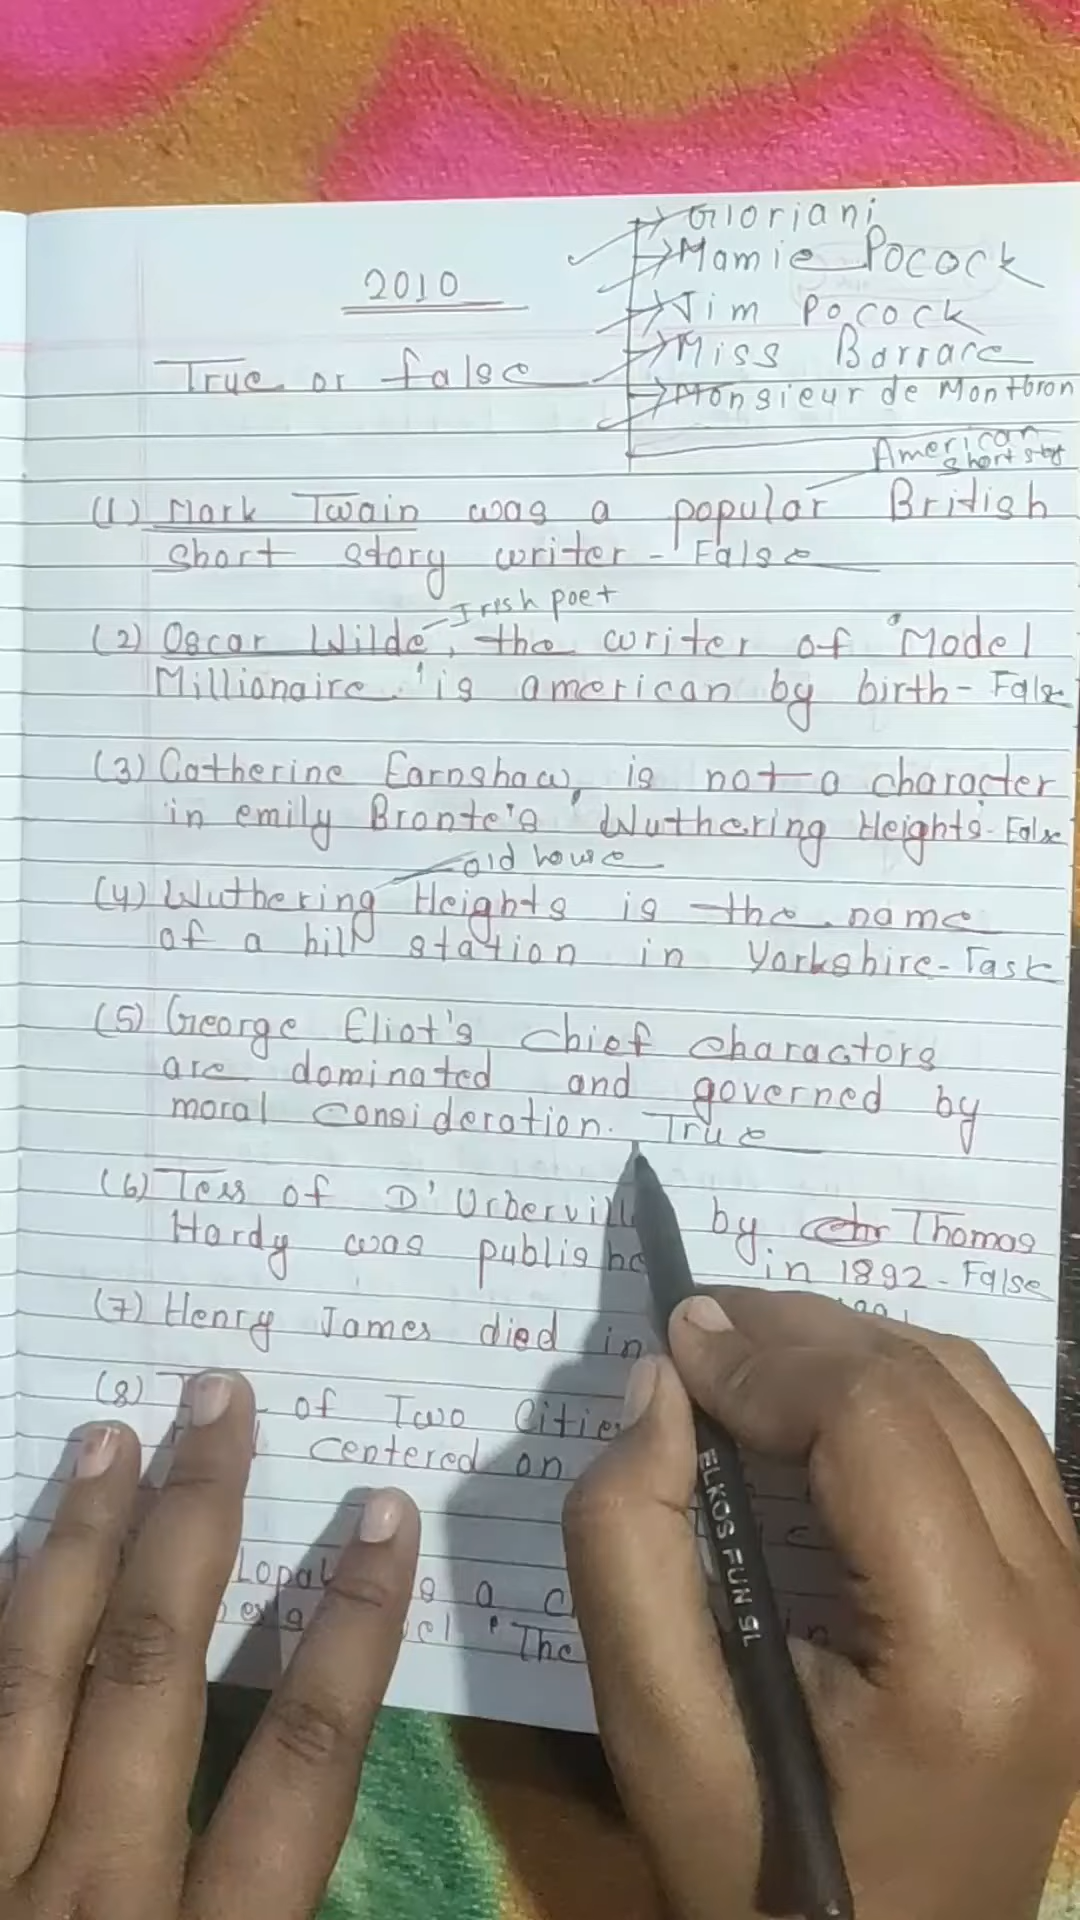 2010
True or false
Gloriani
Mamie Pocock
Jim Pocock
Miss Barrace
Monsieur de Montbron
American
short
(1) Mark Twain was a popular British
short story writer - False
Irish poet
(2) Oscar Wilde, the writer of 'Model
Millionaire' is american by birth - False
(3) Catherine Earnshaw, is not a character
in emily Bronte's 'Wuthering Heights' - False
old house
(4) Wuthering Heights is the name
of a hill station in Yorkshire -
(5) George Eliot's chief charactors
are dominated and governed by
moral consideration. True
(6) Tess of D'Urbervill by Thomas
Hardy was publishe in 1892 - False
(7) Henry James died in
(8) of Two Citie
centered on
a
'The
ELKOS FUN SL